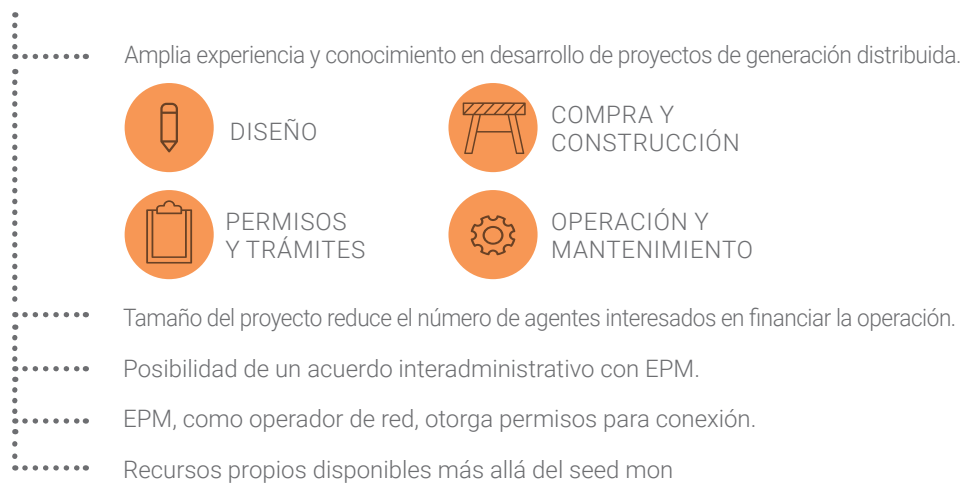 Amplia experiencia y conocimiento en desarrollo de proyectos de generación distribuida.
DISEÑO
COMPRA Y
CONSTRUCCIÓN
PERMISOS
Y TRÁMITES
OPERACIÓN Y
MANTENIMIENTO
Tamaño del proyecto reduce el número de agentes interesados en financiar la operación.
Posibilidad de un acuerdo interadministrativo con EPM.
EPM, como operador de red, otorga permisos para conexión.
Recursos propios disponibles más allá del seed mon